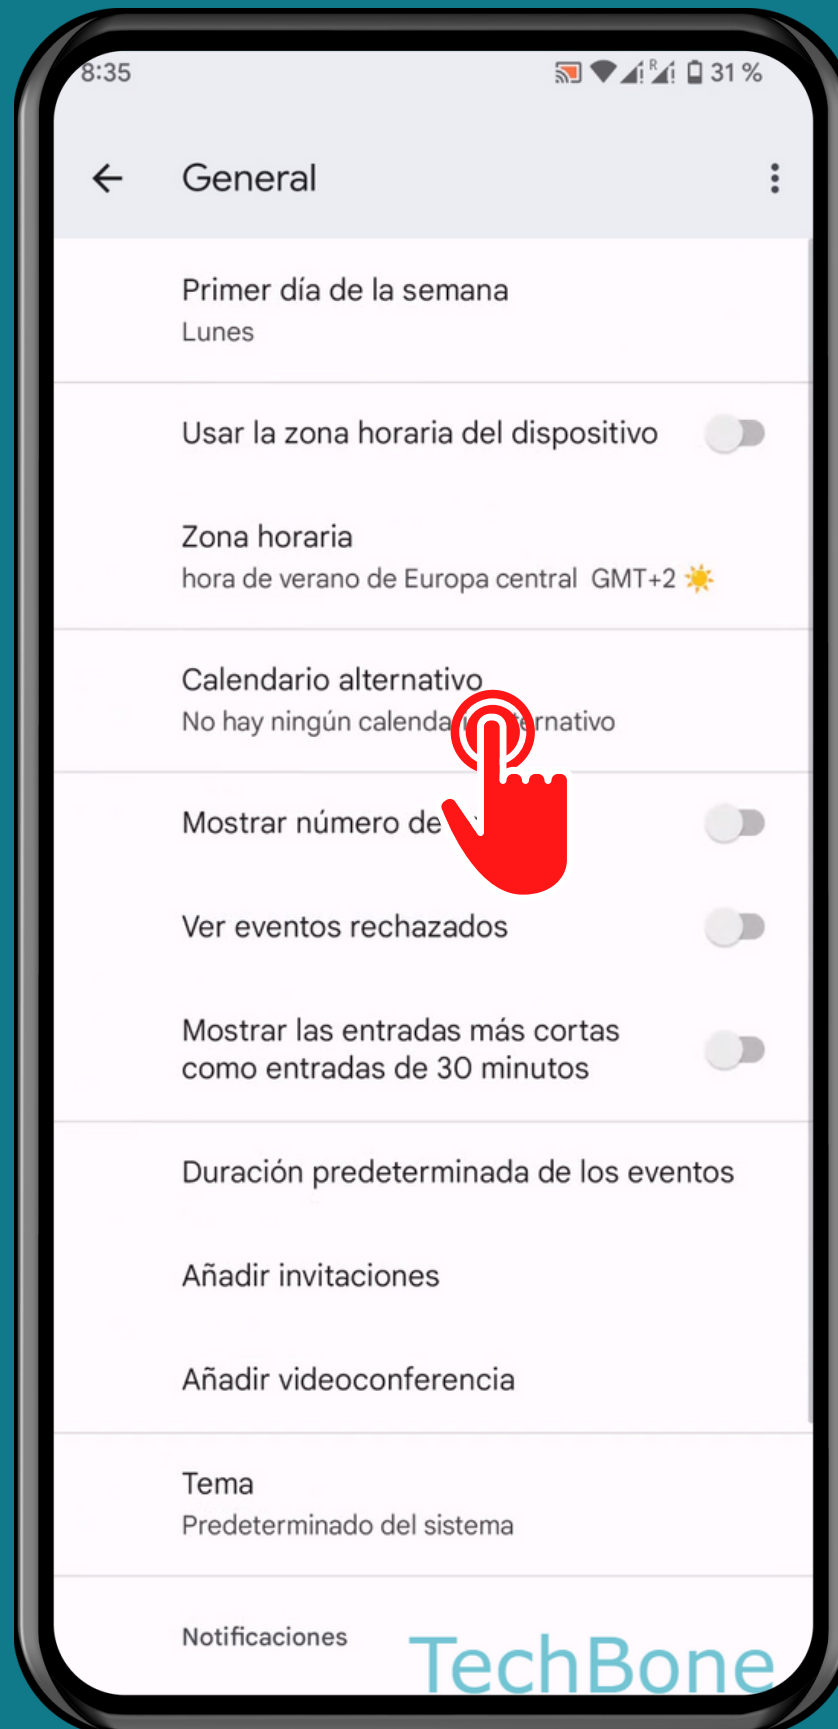 8:35
R
31 %
General
Primer día de la semana
Lunes
Usar la zona horaria del dispositivo
Zona horaria
hora de verano de Europa central GMT+2
Calendario alternativo
No hay ningún alternativo
Mostrar número de
Ver eventos rechazados
Mostrar las entradas más cortas
como entradas de 30 minutos
Duración predeterminada de los eventos
Añadir invitaciones
Añadir videoconferencia
Tema
Predeterminado del sistema
Notificaciones
TechBone